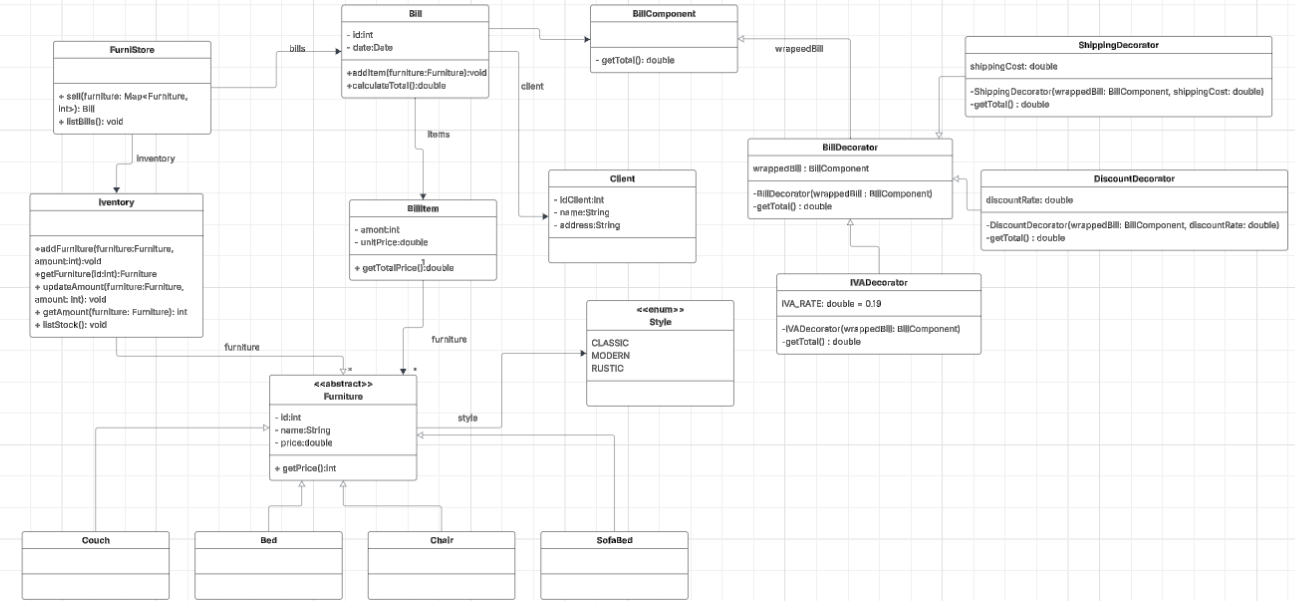 Bill
- id:int
- date:Date
+addItem(furniture:Furniture):void
+calculateTotal():double
BillComponent
- getTotal(): double
FurniStore
+ sell(furniture: Map<Furniture,
int>): Bill
+ listBills(): void
bills
client
wrapeedBill
ShippingDecorator
shippingCost: double
-ShippingDecorator(wrappedBill: BillComponent, shippingCost: double)
-getTotal() : double
inventory
items
BillDecorator
wrappedBill : BillComponent
-BillDecorator(wrappedBill : BillComponent)
-getTotal() : double
Client
- idClient:int
- name:String
- address:String
DiscountDecorator
discountRate: double
-DiscountDecorator(wrappedBill: BillComponent, discountRate: double)
-getTotal() : double
Iventory
+addFurniture(furniture:Furniture,
amount:int):void
+getFurniture(id:int):Furniture
+ updateAmount(furniture:Furniture,
amount: int): void
+ getAmount(furniture: Furniture): int
+ listStock(): void
BillItem
- amont:int
- unitPrice:double
+ getTotalPrice():double
1
IVADecorator
IVA_RATE: double = 0.19
-IVADecorator(wrappedBill: BillComponent)
-getTotal() : double
<<enum>>
Style
CLASSIC
MODERN
RUSTIC
furniture
furniture
*
*
<<abstract>>
Furniture
- id:int
- name:String
- price:double
+ getPrice():int
style
Couch
Bed
Chair
SofaBed